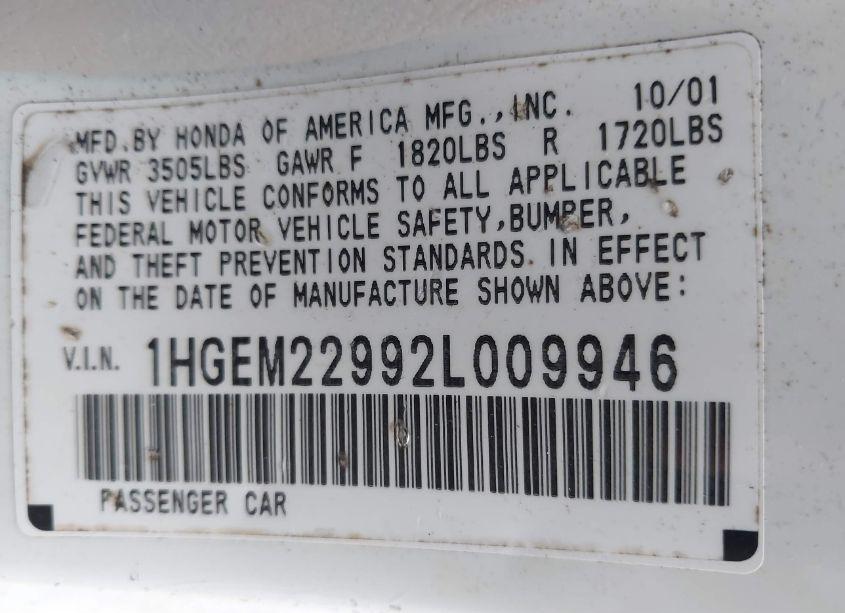 MFD.BY HONDA OF AMERICA MFG.,INC. 10/01
GVWR 3505LBS GAWR F 1820LBS R 1720LBS
THIS VEHICLE CONFORMS TO ALL APPLICABLE
FEDERAL MOTOR VEHICLE SAFETY,BUMPER,
AND THEFT PREVENTION STANDARDS IN EFFECT
ON THE DATE OF MANUFACTURE SHOWN ABOVE:
V.I.N. 1HGEM22992L009946
PASSENGER CAR